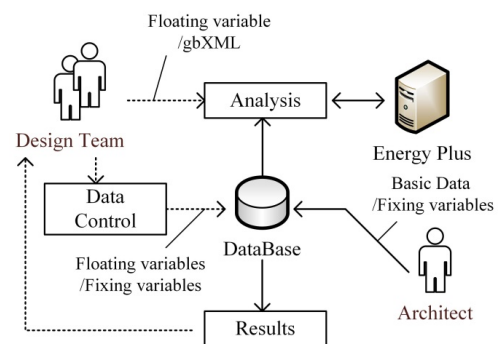 Floating variable
/gbXML
Analysis
Design Team
Energy Plus
Basic Data
/Fixing variables
Data
Control
DataBase
Floating variables
/Fixing variables
Architect
Results